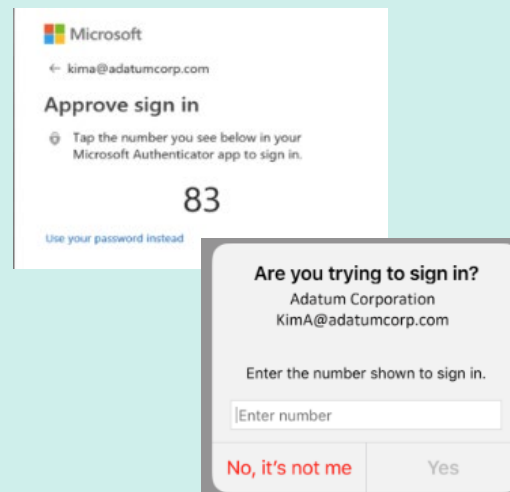 Microsoft
← kima@adatumcorp.com
Approve sign in
Tap the number you see below in your
Microsoft Authenticator app to sign in.
83
Use your password instead
Are you trying to sign in?
Adatum Corporation
KimA@adatumcorp.com
Enter the number shown to sign in.
Enter number
No, it's not me
Yes